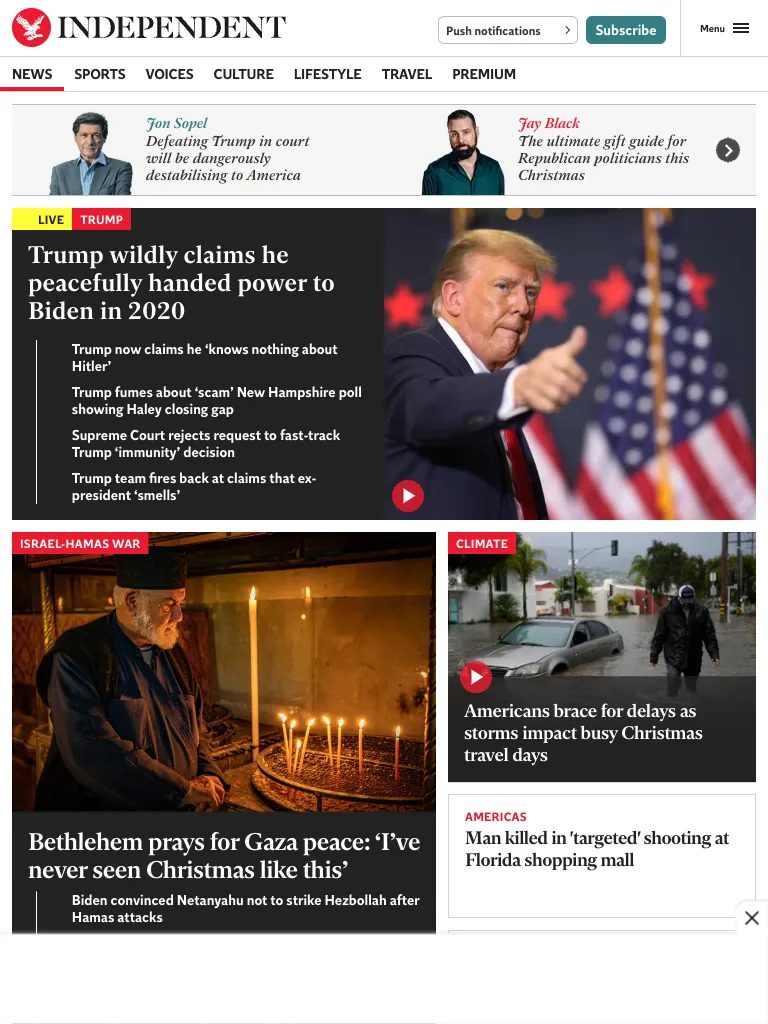 INDEPENDENT
Push notifications
Subscribe
Menu
NEWS
SPORTS
VOICES
CULTURE
LIFESTYLE
TRAVEL
PREMIUM
Jon Sopel
Defeating Trump in court
will be dangerously
destabilising to America
Jay Black
The ultimate gift guide for
Republican politicians this
Christmas
LIVE
TRUMP
Trump wildly claims he
peacefully handed power to
Biden in 2020
Trump now claims he ‘knows nothing about
Hitler’
Trump fumes about ‘scam’ New Hampshire poll
showing Haley closing gap
Supreme Court rejects request to fast-track
Trump ‘immunity’ decision
Trump team fires back at claims that ex-
president ‘smells’
ISRAEL-HAMAS WAR
Bethlehem prays for Gaza peace: ‘I’ve
never seen Christmas like this’
Biden convinced Netanyahu not to strike Hezbollah after
Hamas attacks
CLIMATE
Americans brace for delays as
storms impact busy Christmas
travel days
AMERICAS
Man killed in 'targeted' shooting at
Florida shopping mall